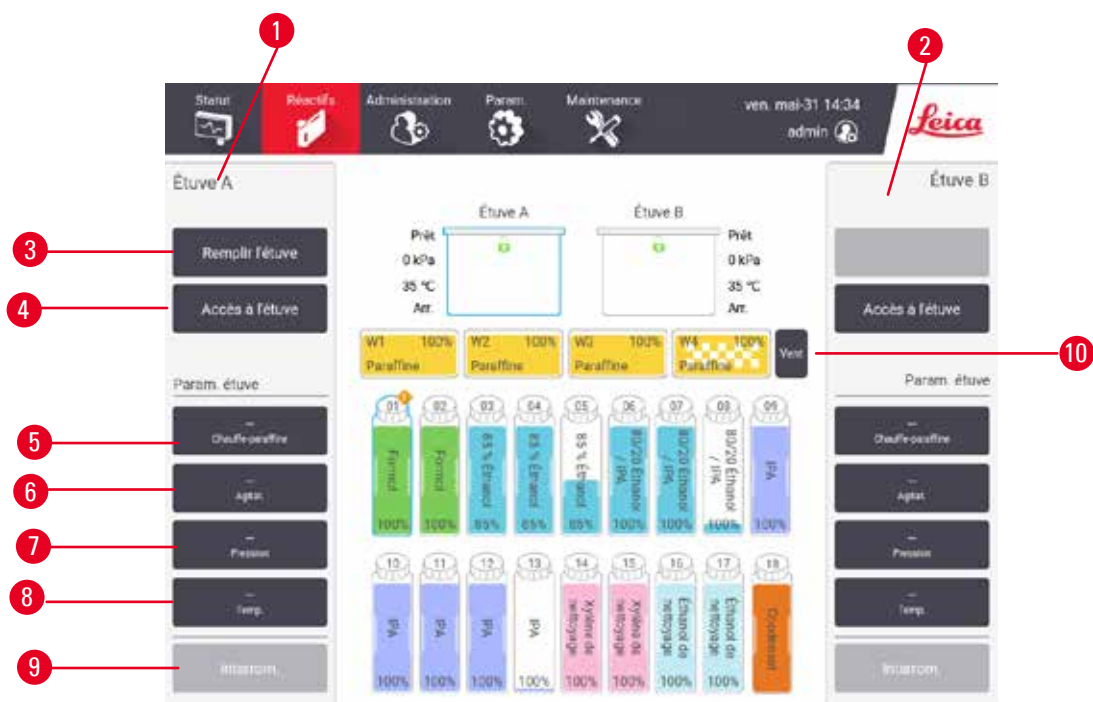 1
2
Statut Réactifs Administration Param. Maintenance ven. mai-31 14:34
admin
Leica
Étuve A
Étuve B
Étuve A Étuve B
3
Remplir l'étuve
Prêt
0 kPa
35 °C
Arr.
Prêt
0 kPa
35 °C
Arr.
4
Accès à l'étuve
Accès à l'étuve
W1 100% W2 100% W3 100% W4 100%
Paraffine Paraffine Paraffine Paraffine
Vent
10
Param. étuve
Param. étuve
01 02 03 04 05 06 07 08 09
Formol
Formol
85 % Éthanol
85 % Éthanol
85 % Éthanol
80/20 Éthanol / IPA
80/20 Éthanol / IPA
80/20 Éthanol / IPA
IPA
100% 100% 85% 85% 85% 100% 100% 100% 100%
5
--
Chauffe-paraffine
--
Chauffe-paraffine
6
--
Agitat.
--
Agitat.
7
--
Pression
--
Pression
8
--
Temp.
--
Temp.
9
Interrom.
Interrom.
10 11 12 13 14 15 16 17 18
IPA
IPA
IPA
IPA
Xylène de nettoyage
Xylène de nettoyage
Éthanol de nettoyage
Éthanol de nettoyage
Condensat
100% 100% 100% 100% 100% 100% 100% 100%